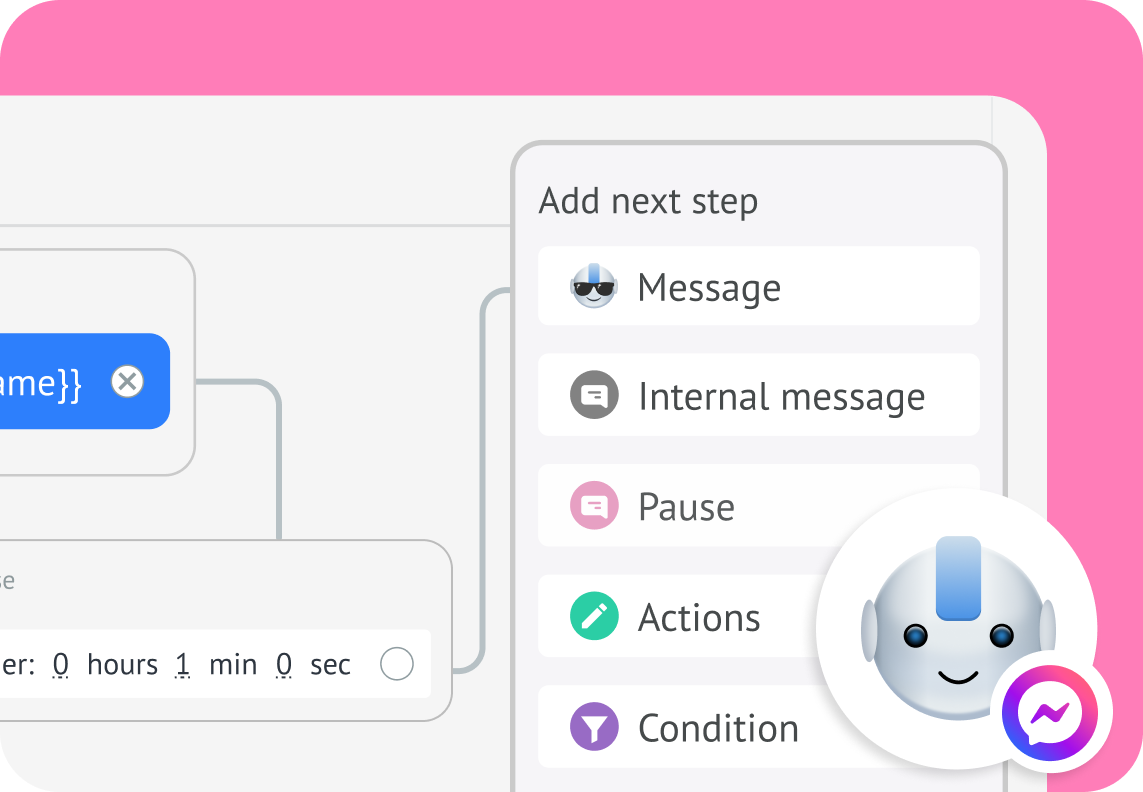 Add next step
Message
Internal message
Pause
Actions
Condition
ame}}
se
er: 0 hours 1 min 0 sec